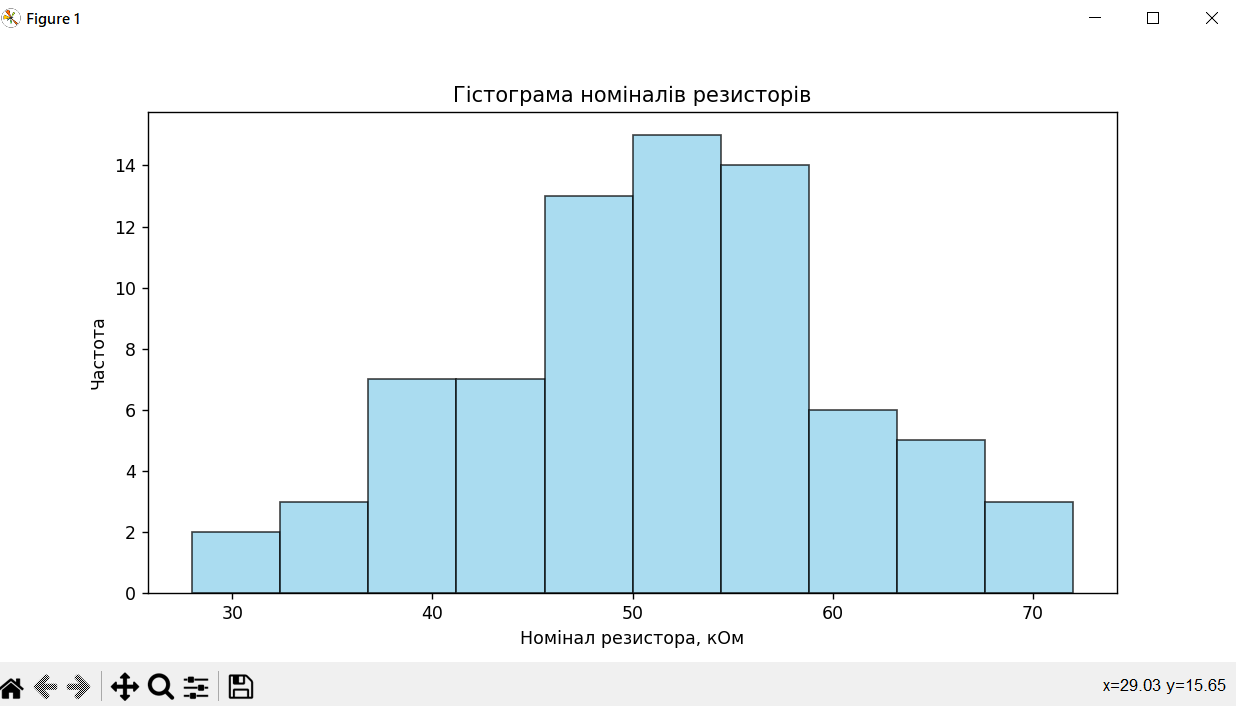 Figure 1
Гістограма номіналів резисторів
14
12
10
8
6
4
2
0
Частота
30 40 50 60 70
Номінал резистора, кОм
x=29.03 y=15.65